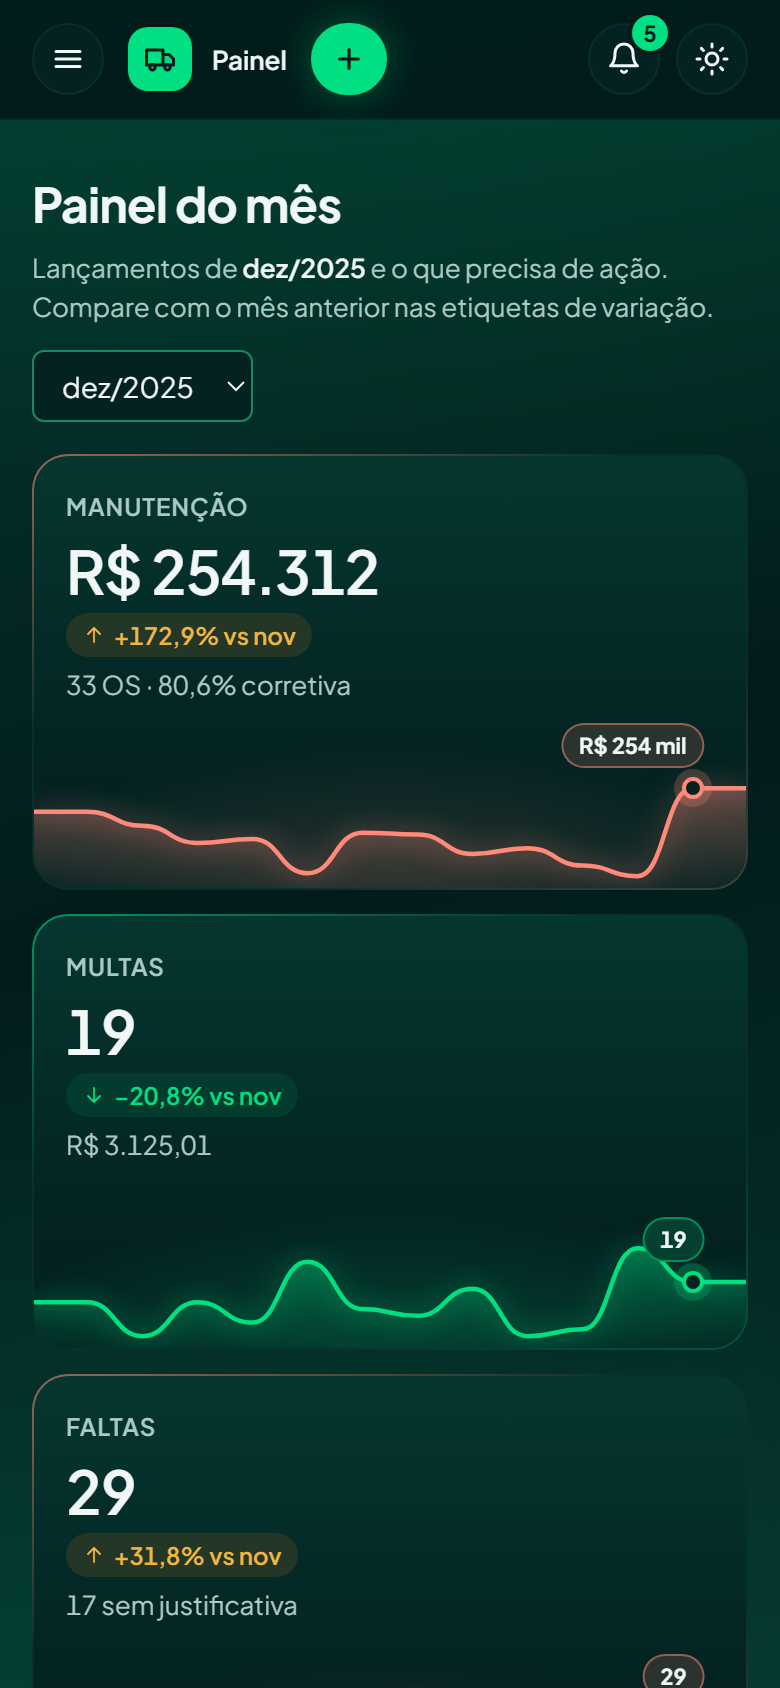 Painel
5
Painel do mês
Lançamentos de dez/2025 e o que precisa de ação.
Compare com o mês anterior nas etiquetas de variação.
dez/2025
MANUTENÇÃO
R$ 254.312
↑ +172,9% vs nov
33 OS · 80,6% corretiva
R$ 254 mil
MULTAS
19
↓ −20,8% vs nov
R$ 3.125,01
19
FALTAS
29
↑ +31,8% vs nov
17 sem justificativa
29